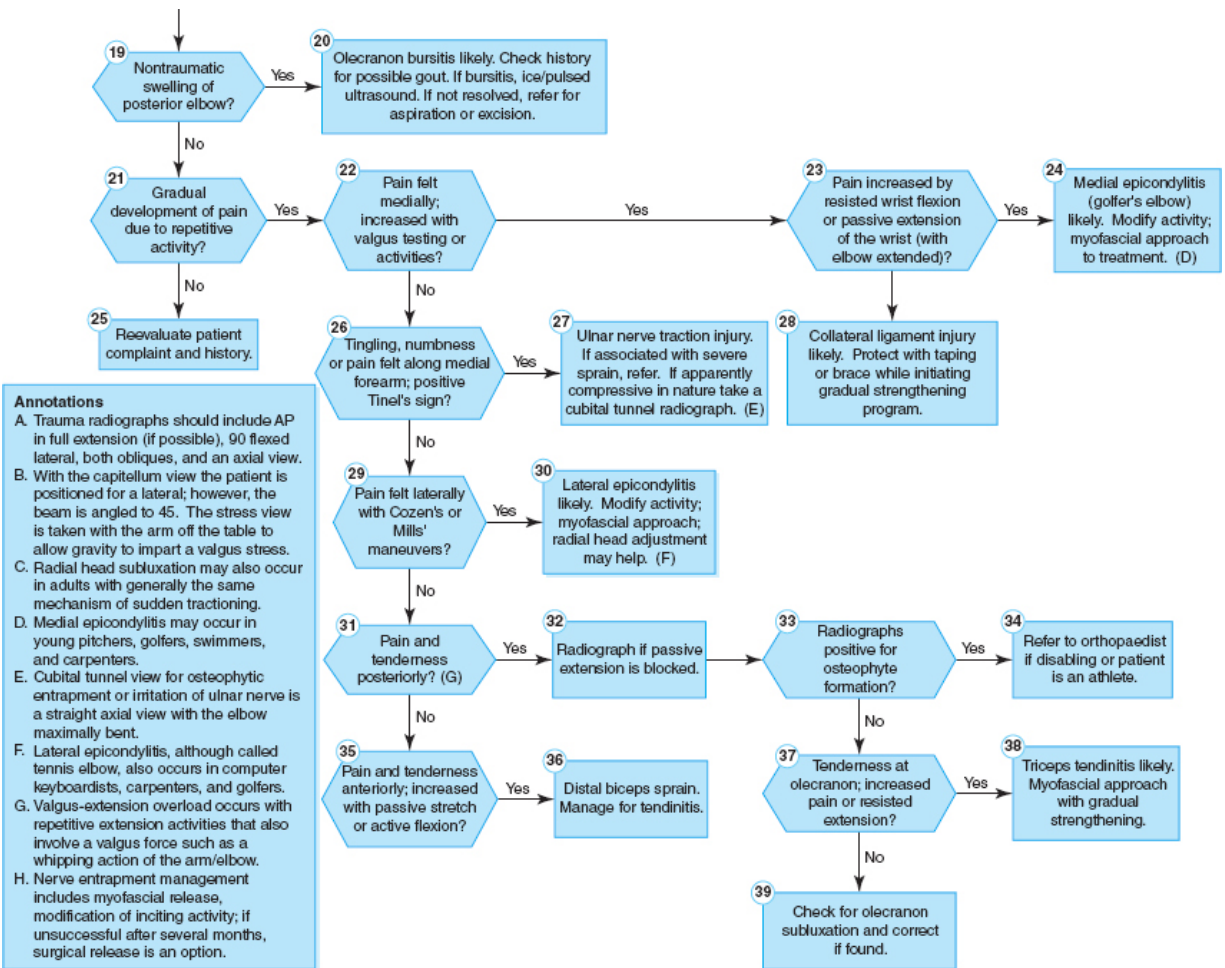 19
Nontraumatic
swelling of
posterior elbow?
Yes
20
Olecranon bursitis likely. Check history
for possible gout. If bursitis, ice/pulsed
ultrasound. If not resolved, refer for
aspiration or excision.
No
21
Gradual
development of pain
due to repetitive
activity?
Yes
22
Pain felt
medially;
increased with
valgus testing or
activities?
Yes
23
Pain increased by
resisted wrist flexion
or passive extension
of the wrist (with
elbow extended)?
Yes
24
Medial epicondylitis
(golfer's elbow)
likely. Modify activity;
myofascial approach
to treatment. (D)
No
25
Reevaluate patient
complaint and history.
No
26
Tingling, numbness
or pain felt along medial
forearm; positive
Tinel's sign?
Yes
27
Ulnar nerve traction injury.
If associated with severe
sprain, refer. If apparently
compressive in nature take a
cubital tunnel radiograph. (E)
28
Collateral ligament injury
likely. Protect with taping
or brace while initiating
gradual strengthening
program.
No
29
Pain felt laterally
with Cozen's or
Mills'
maneuvers?
Yes
30
Lateral epicondylitis
likely. Modify activity;
myofascial approach;
radial head adjustment
may help. (F)
No
31
Pain and
tenderness
posteriorly? (G)
Yes
32
Radiograph if passive
extension is blocked.
33
Radiographs
positive for
osteophyte
formation?
Yes
34
Refer to orthopaedist
if disabling or patient
is an athlete.
No
35
Pain and tenderness
anteriorly; increased
with passive stretch
or active flexion?
Yes
36
Distal biceps sprain.
Manage for tendinitis.
No
37
Tenderness at
olecranon; increased
pain or resisted
extension?
Yes
38
Triceps tendinitis likely.
Myofascial approach
with gradual
strengthening.
No
39
Check for olecranon
subluxation and correct
if found.
Annotations
A. Trauma radiographs should include AP
in full extension (if possible), 90 flexed
lateral, both obliques, and an axial view.
B. With the capitellum view the patient is
positioned for a lateral; however, the
beam is angled to 45. The stress view
is taken with the arm off the table to
allow gravity to impart a valgus stress.
C. Radial head subluxation may also occur
in adults with generally the same
mechanism of sudden tractioning.
D. Medial epicondylitis may occur in
young pitchers, golfers, swimmers,
and carpenters.
E. Cubital tunnel view for osteophytic
entrapment or irritation of ulnar nerve is
a straight axial view with the elbow
maximally bent.
F. Lateral epicondylitis, although called
tennis elbow, also occurs in computer
keyboardists, carpenters, and golfers.
G. Valgus-extension overload occurs with
repetitive extension activities that also
involve a valgus force such as a
whipping action of the arm/elbow.
H. Nerve entrapment management
includes myofascial release,
modification of inciting activity; if
unsuccessful after several months,
surgical release is an option.